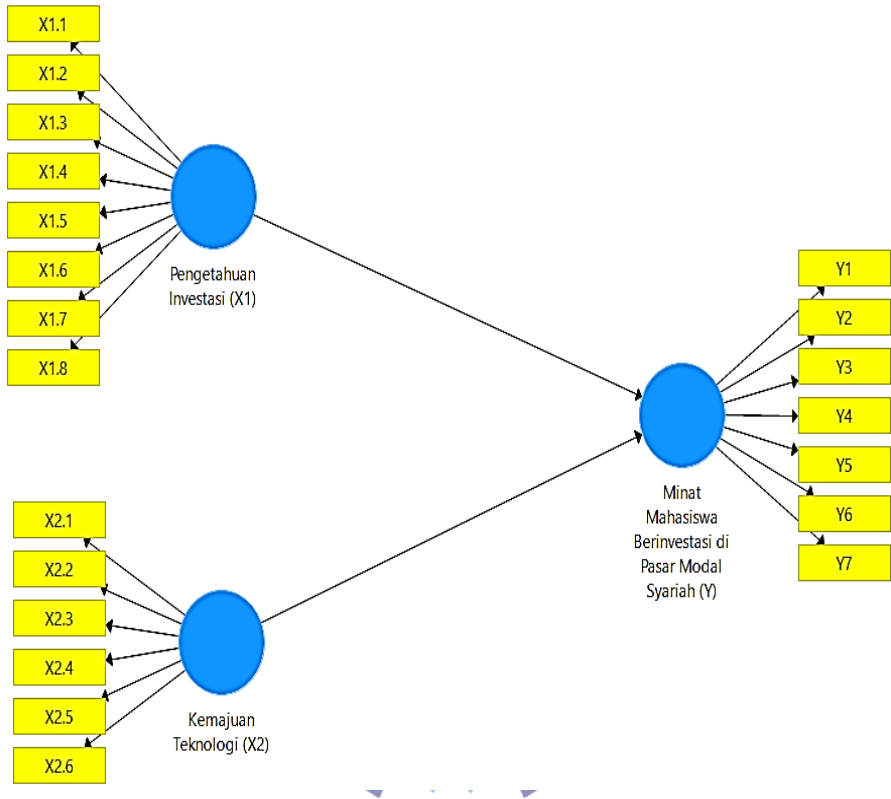 X1.1
X1.2
X1.3
X1.4
X1.5
X1.6
X1.7
X1.8
Pengetahuan
Investasi (X1)
X2.1
X2.2
X2.3
X2.4
X2.5
X2.6
Kemajuan
Teknologi (X2)
Minat
Mahasiswa
Berinvestasi di
Pasar Modal
Syariah (Y)
Y1
Y2
Y3
Y4
Y5
Y6
Y7